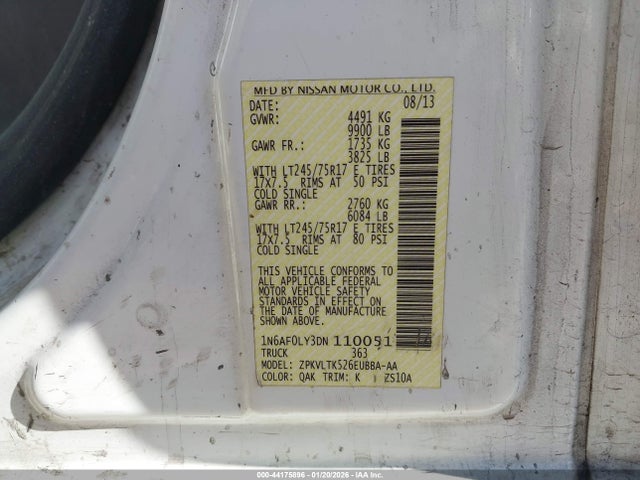 MFD BY NISSAN MOTOR CO., LTD.
DATE: 08/13
GVWR: 4491 KG
9900 LB
GAWR FR.: 1735 KG
3825 LB
WITH LT245/75R17 E TIRES
17X7.5 RIMS AT 50 PSI
COLD SINGLE
GAWR RR.: 2760 KG
6084 LB
WITH LT245/75R17 E TIRES
17X7.5 RIMS AT 80 PSI
COLD SINGLE
THIS VEHICLE CONFORMS TO
ALL APPLICABLE FEDERAL
MOTOR VEHICLE SAFETY
STANDARDS IN EFFECT ON
THE DATE OF MANUFACTURE
SHOWN ABOVE.
1N6AF0LY3DN 110051
TRUCK 363
MODEL: ZPKVLTK526EUBBA-AA
COLOR: QAK TRIM: K ZS10A
000-44175896 - 01/20/2026 - IAAHOLDINGS, LLC